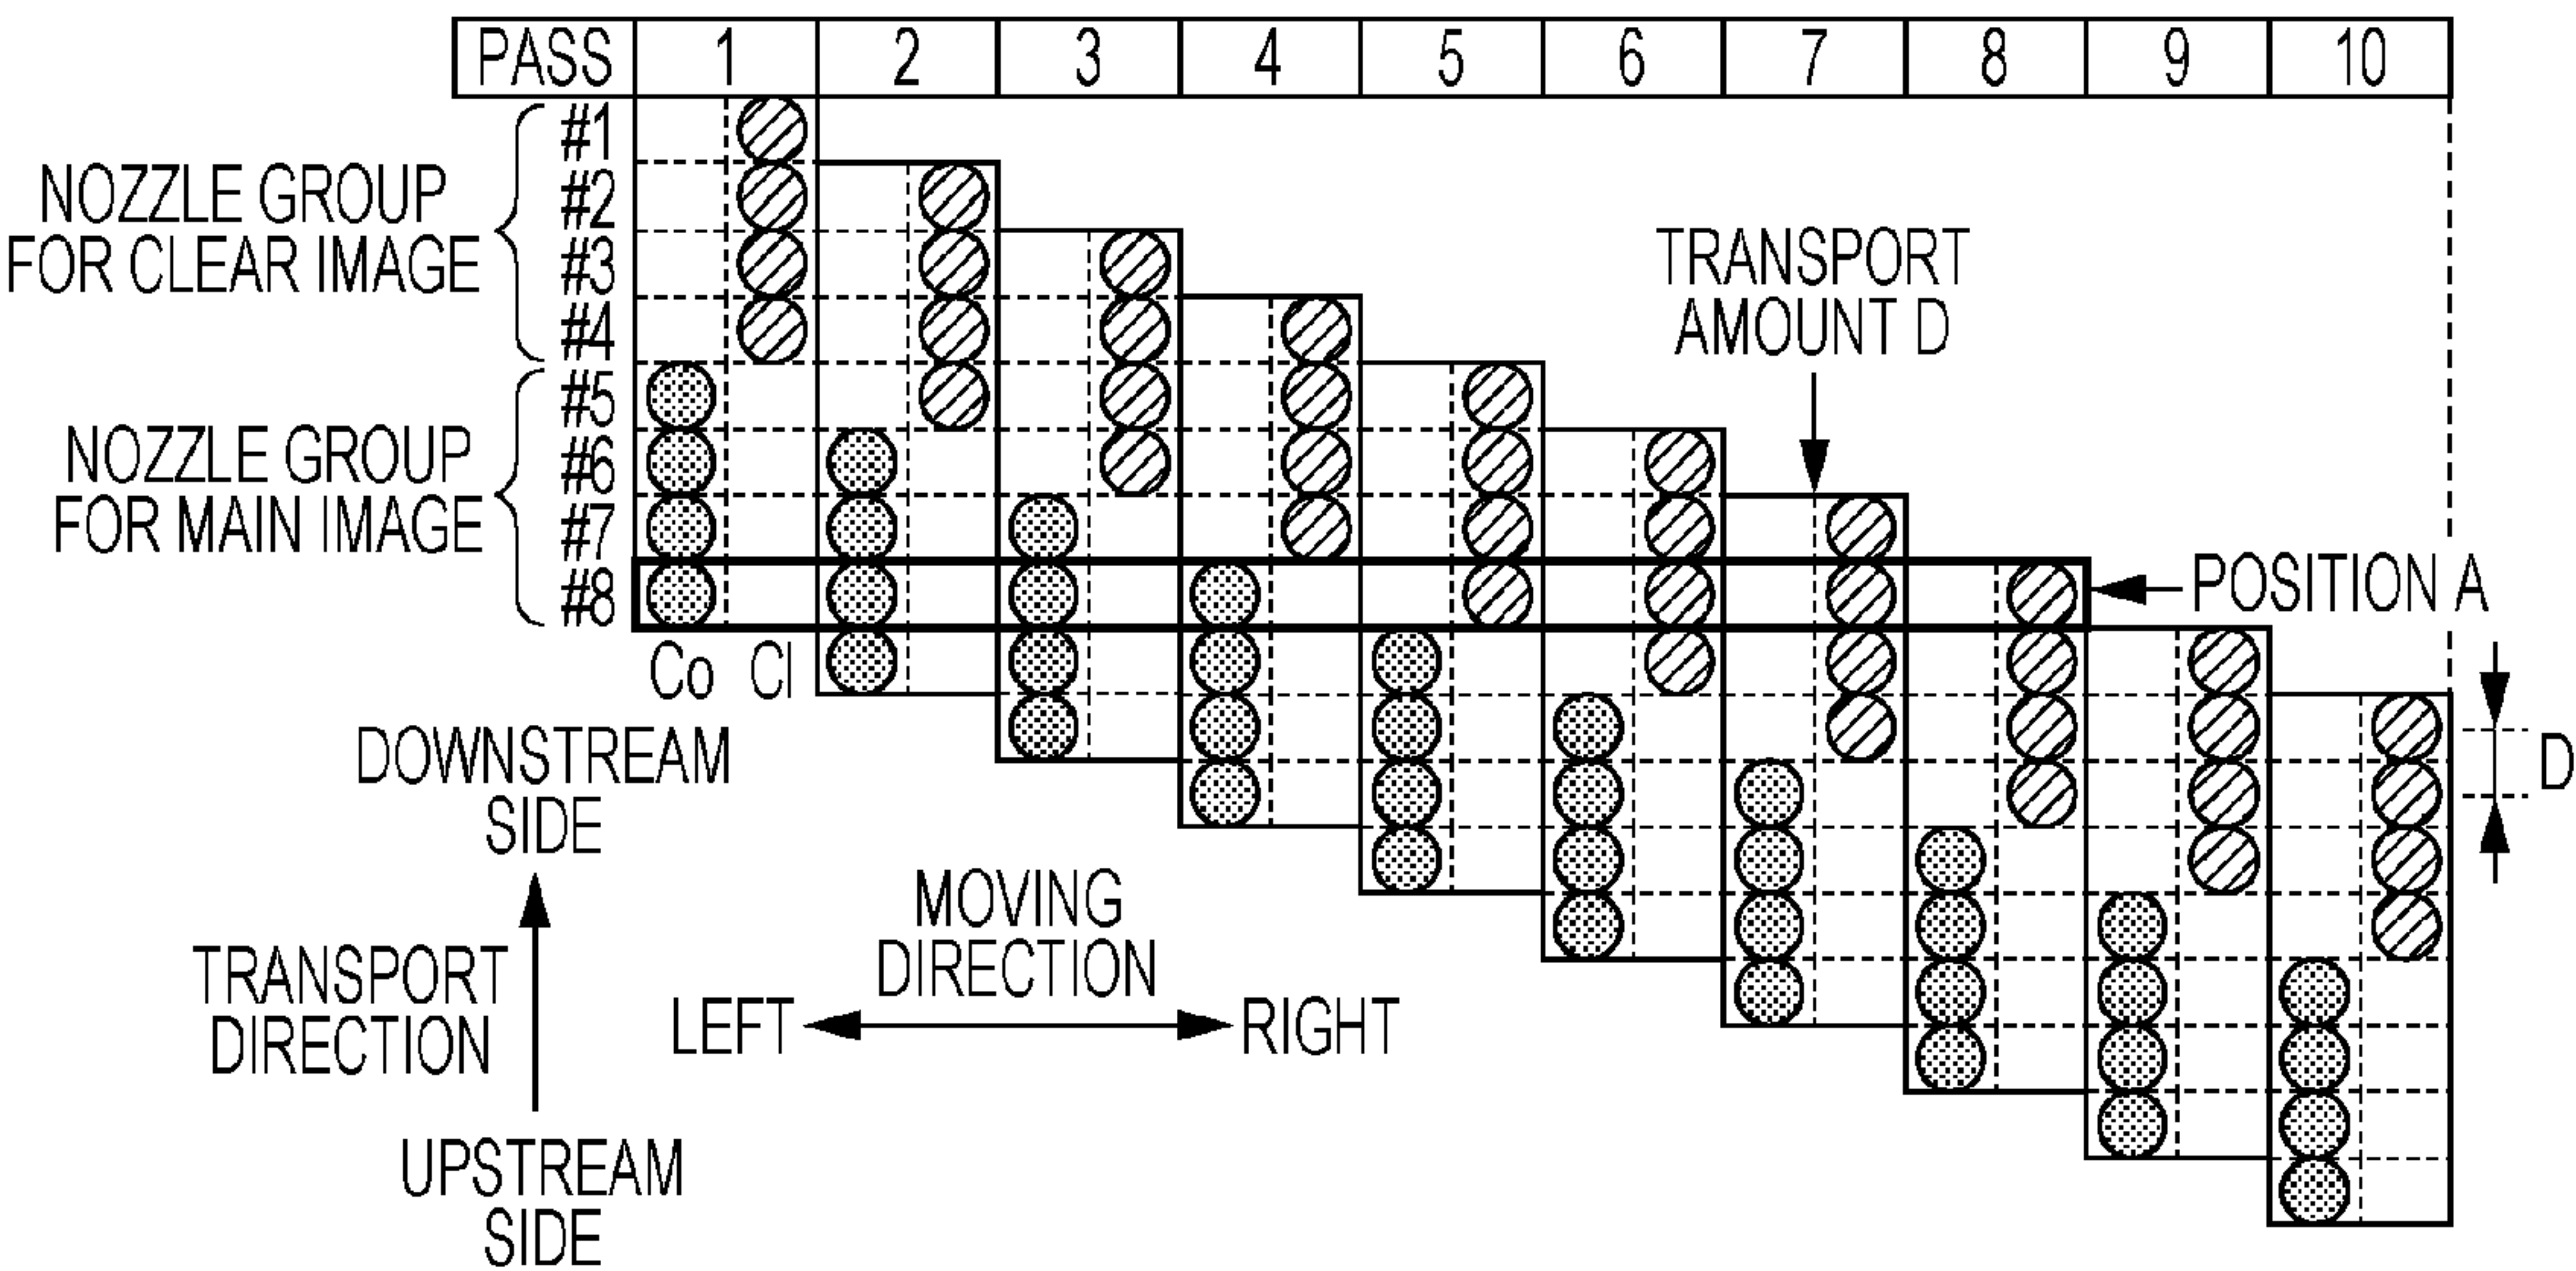 PASS 1 2 3 4 5 6 7 8 9 10
#1
#2
#3
#4
#5
#6
#7
#8
NOZZLE GROUP
FOR CLEAR IMAGE
NOZZLE GROUP
FOR MAIN IMAGE
TRANSPORT
AMOUNT D
POSITION A
Co Cl
D
DOWNSTREAM
SIDE
TRANSPORT
DIRECTION
UPSTREAM
SIDE
MOVING
DIRECTION
LEFT RIGHT